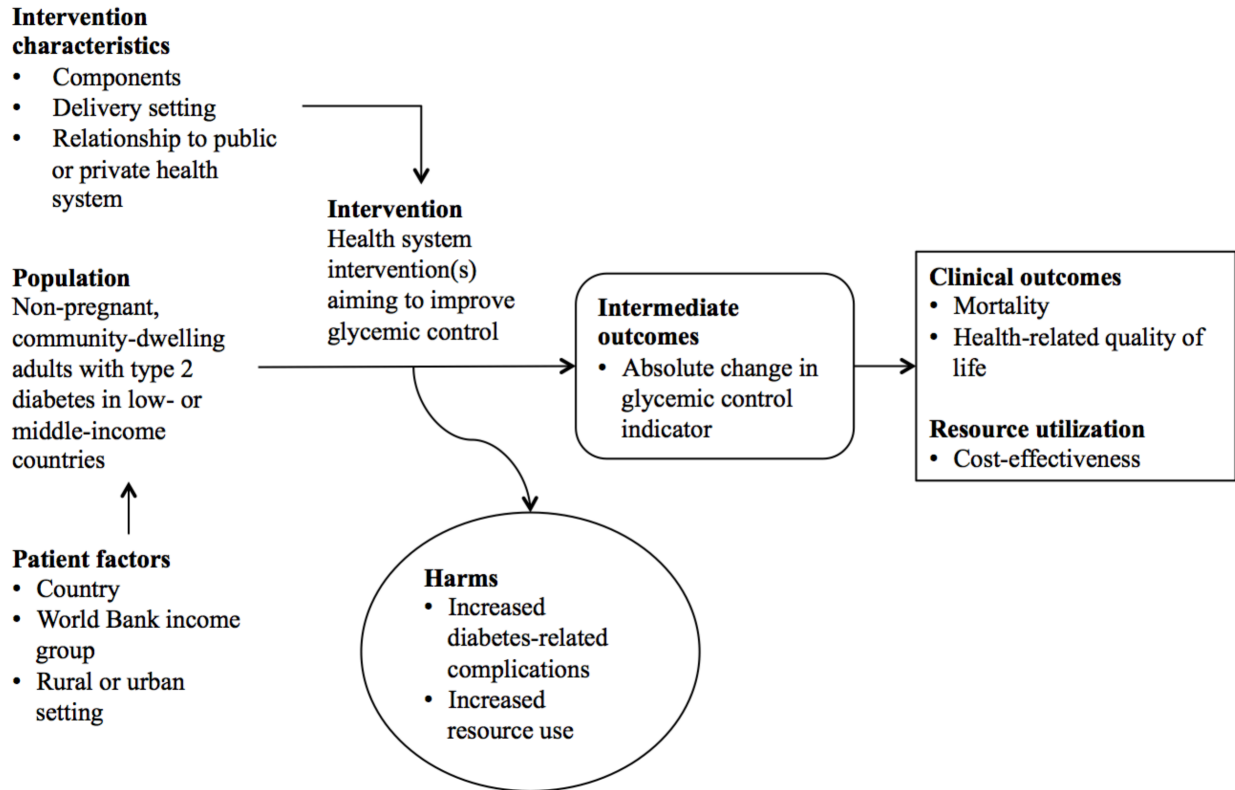 Intervention
characteristics
• Components
• Delivery setting
• Relationship to public
or private health
system
Intervention
Health system
intervention(s)
aiming to improve
glycemic control
Population
Non-pregnant,
community-dwelling
adults with type 2
diabetes in low- or
middle-income
countries
Intermediate
outcomes
• Absolute change in
glycemic control
indicator
Clinical outcomes
• Mortality
• Health-related quality of
life
Resource utilization
• Cost-effectiveness
Patient factors
• Country
• World Bank income
group
• Rural or urban
setting
Harms
• Increased
diabetes-related
complications
• Increased
resource use